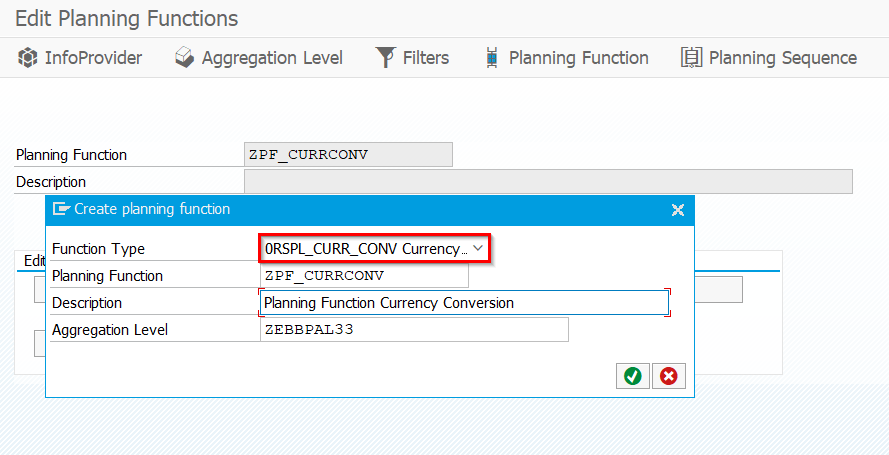 Edit Planning Functions
InfoProvider Aggregation Level Filters Planning Function Planning Sequence
Planning Function ZPF_CURRCONV
Description
Create planning function
Function Type 0RSPL_CURR_CONV Currency...
Edi
Planning Function ZPF_CURRCONV
Description Planning Function Currency Conversion
Aggregation Level ZEBBPAL33